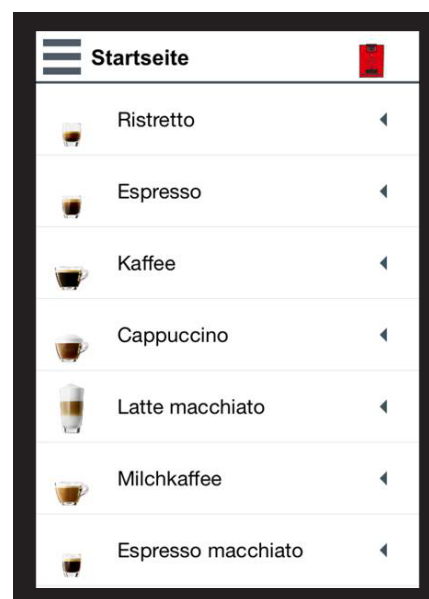 Startseite
Ristretto
Espresso
Kaffee
Cappuccino
Latte macchiato
Milchkaffee
Espresso macchiato